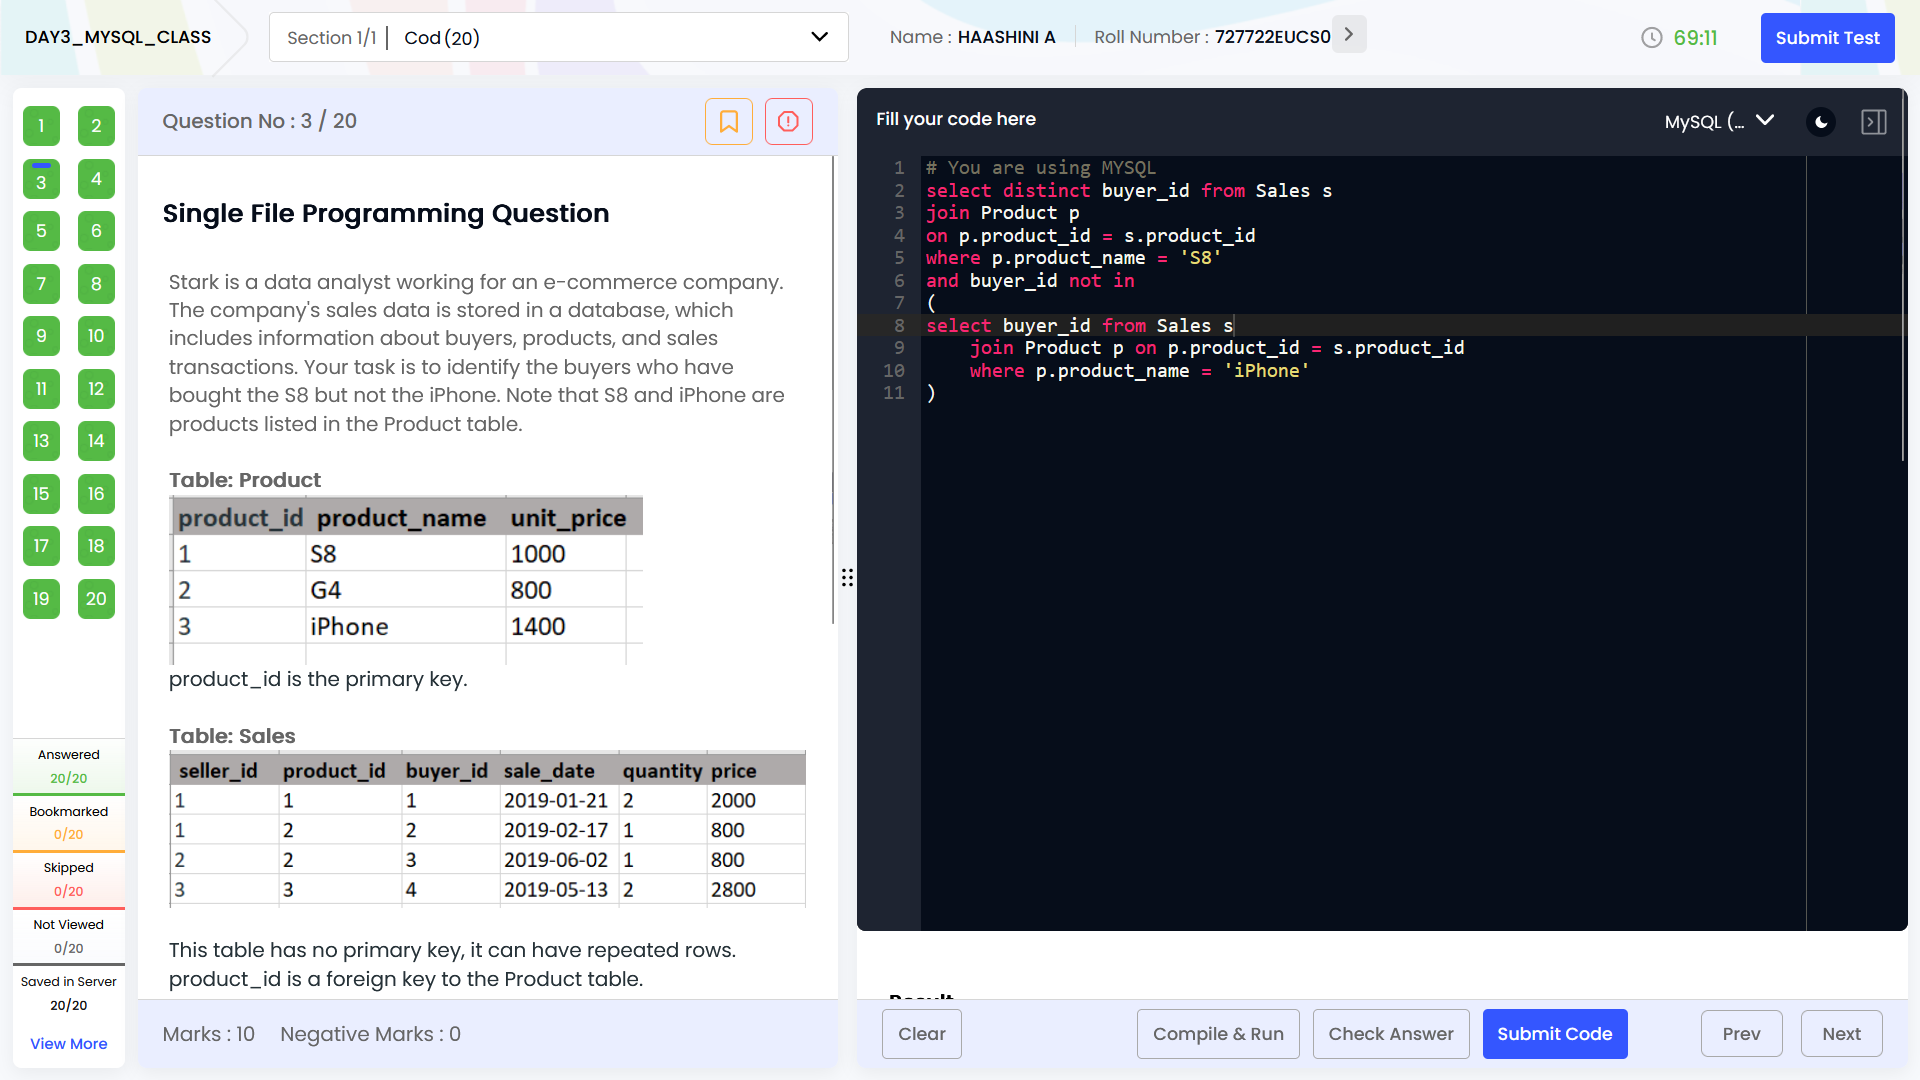 DAY3_MYSQL_CLASS
Section 1/1 | Cod (20)
Name : HAASHINI A
Roll Number : 727722EUCS0
69:11
Submit Test
1 2
3 4
5 6
7 8
9 10
11 12
13 14
15 16
17 18
19 20
Answered
20/20
Bookmarked
0/20
Skipped
0/20
Not Viewed
0/20
Saved in Server
20/20
View More
Question No : 3 / 20
Single File Programming Question
Stark is a data analyst working for an e-commerce company.
The company's sales data is stored in a database, which
includes information about buyers, products, and sales
transactions. Your task is to identify the buyers who have
bought the S8 but not the iPhone. Note that S8 and iPhone are
products listed in the Product table.
Table: Product
product_id product_name unit_price
1 S8 1000
2 G4 800
3 iPhone 1400
product_id is the primary key.
Table: Sales
seller_id product_id buyer_id sale_date quantity price
1 1 1 2019-01-21 2 2000
1 2 2 2019-02-17 1 800
2 2 3 2019-06-02 1 800
3 3 4 2019-05-13 2 2800
This table has no primary key, it can have repeated rows.
product_id is a foreign key to the Product table.
Marks : 10 Negative Marks : 0
Fill your code here
MySQL (...
1 # You are using MYSQL
2 select distinct buyer_id from Sales s
3 join Product p
4 on p.product_id = s.product_id
5 where p.product_name = 'S8'
6 and buyer_id not in
7 (
8 select buyer_id from Sales s
9 join Product p on p.product_id = s.product_id
10 where p.product_name = 'iPhone'
11 )
Result
Clear
Compile & Run
Check Answer
Submit Code
Prev
Next